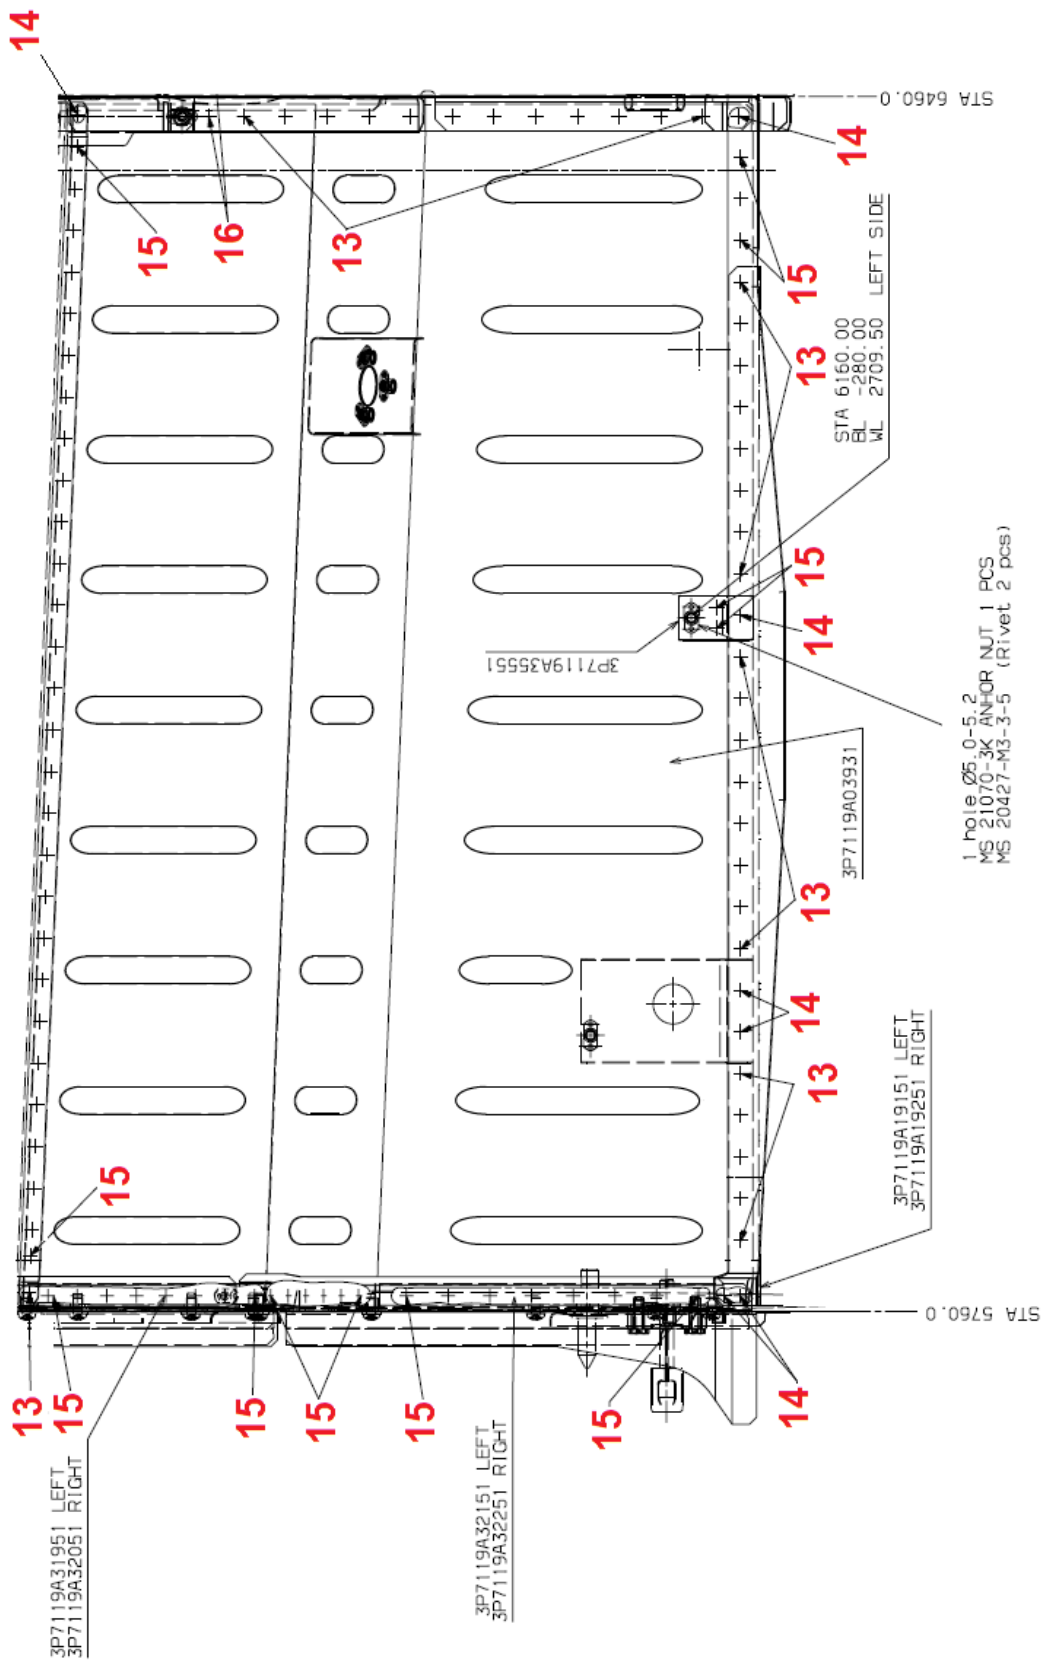 14
STA 6460.0
15
16
13
14
15
STA 6160.00
BL -280.00
WL 2709.50 LEFT SIDE
13
15
14
3P7119A35551
1 hole Ø5.0-5.2
MS 21070-3K ANHOR NUT 1 PCS
MS 20427-M3-3-5 (Rivet 2 pcs)
3P7119A03931
13
14
13
3P7119A19151 LEFT
3P7119A19251 RIGHT
15
STA 5760.0
13
15
15
15
15
15
14
3P7119A31951 LEFT
3P7119A32051 RIGHT
3P7119A32151 LEFT
3P7119A32251 RIGHT